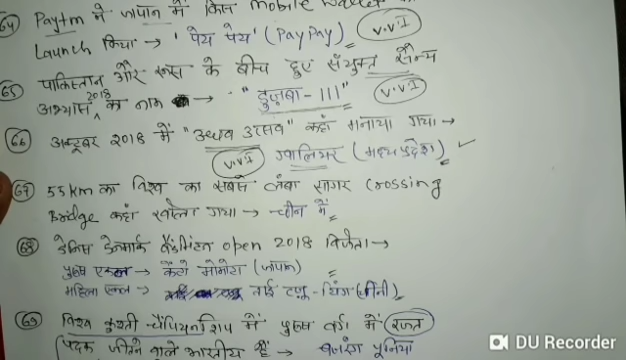 64 Paytm ने जापान में किस Mobile
Launch किया → 'पेय पेय' (PayPay) V.V.I
65 पाकिस्तान और रूस के बीच हुए संयुक्त सैन्य
अभ्यास 2018 का नाम → "द्रुजबा - III" V.V.I
66 अक्टूबर 2018 में "उद्भव उत्सव" कहां मनाया गया →
V.V.I ग्वालियर (मध्यप्रदेश)
67 55 km का विश्व का सबसे लंबा सागर Crossing
Bridge कहां खोला गया → चीन में
68 डेनिस डेनमार्क बैडमिंटन open 2018 विजेता →
पुरुष एकल → केंटो मोमोटा (जापान)
महिला एकल → ताई त्जू - यिंग (चीनी)
69 विश्व कुश्ती चैंपियनशिप में पुरुष वर्ग में रजत
पदक जीतने वाले भारतीय हैं → बजरंग पूनिया
DU Recorder